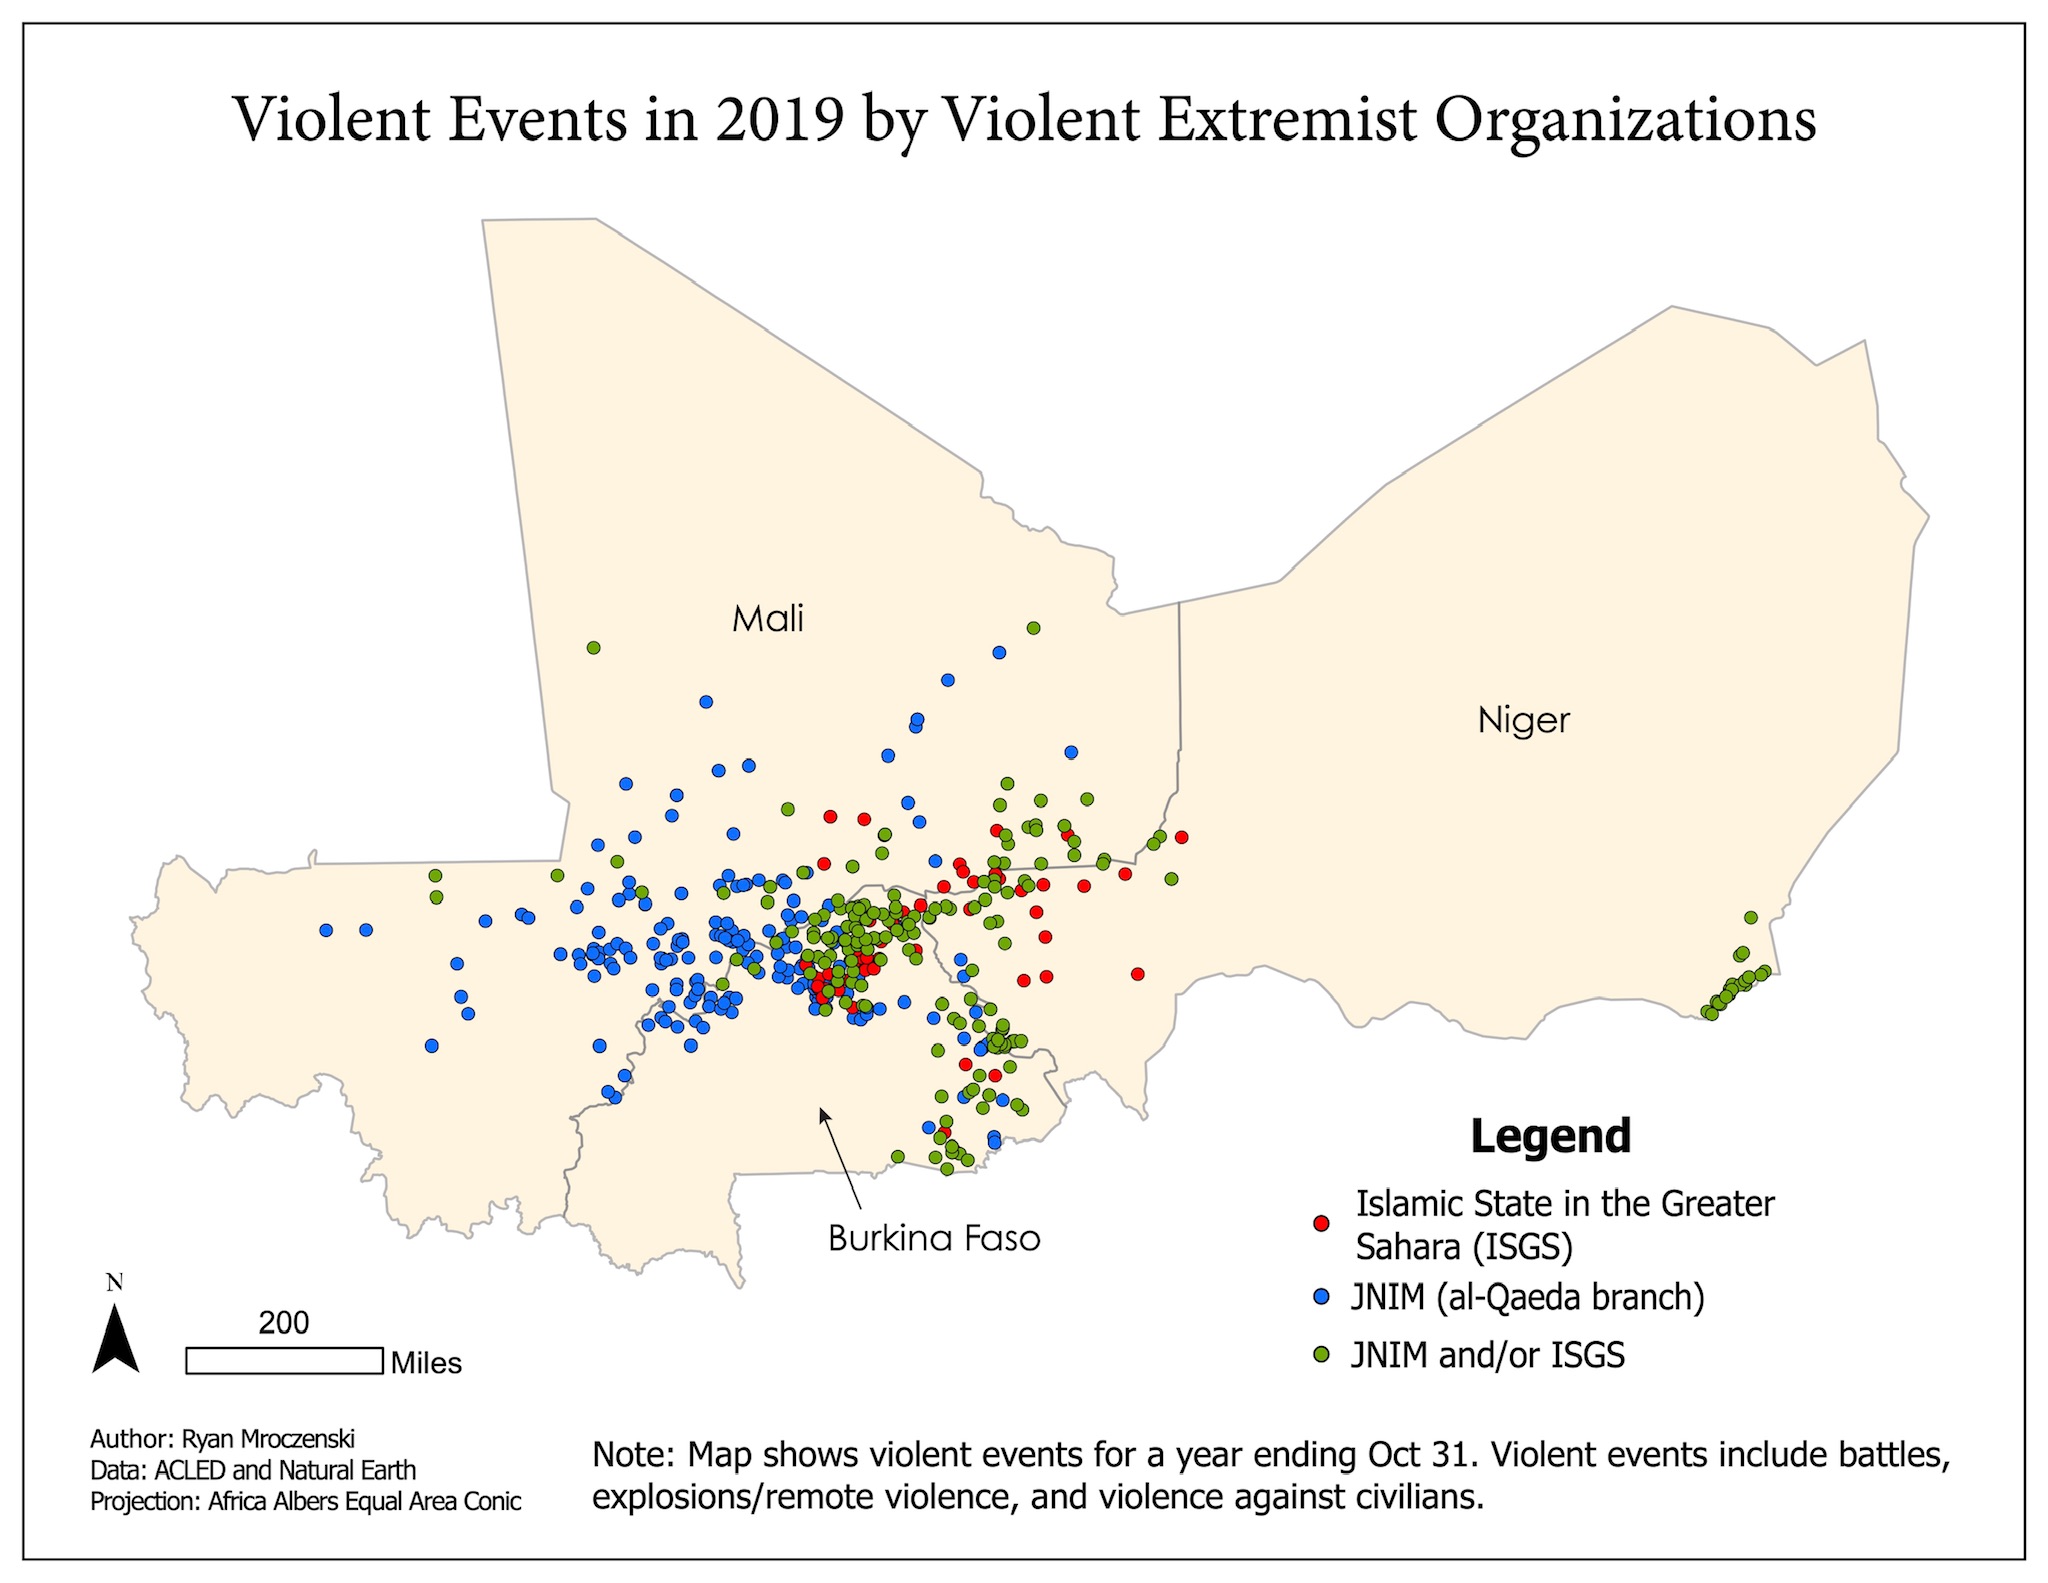 Violent Events in 2019 by Violent Extremist Organizations
Mali
Niger
Burkina Faso
Legend
Islamic State in the Greater
Sahara (ISGS)
JNIM (al-Qaeda branch)
JNIM and/or ISGS
N
200
Miles
Author: Ryan Mroczenski
Data: ACLED and Natural Earth
Projection: Africa Albers Equal Area Conic
Note: Map shows violent events for a year ending Oct 31. Violent events include battles,
explosions/remote violence, and violence against civilians.